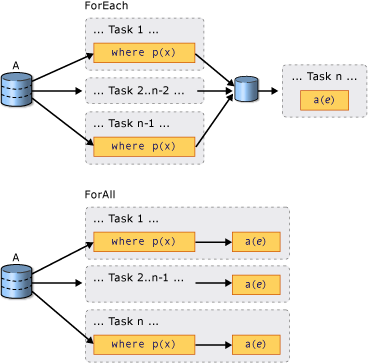 ForEach
A
... Task 1 ...
where p(x)
... Task 2..n-2 ...
... Task n-1 ...
where p(x)
... Task n ...
a(e)
ForAll
A
... Task 1 ...
where p(x)
a(e)
... Task 2..n-1 ...
a(e)
... Task n ...
where p(x)
a(e)